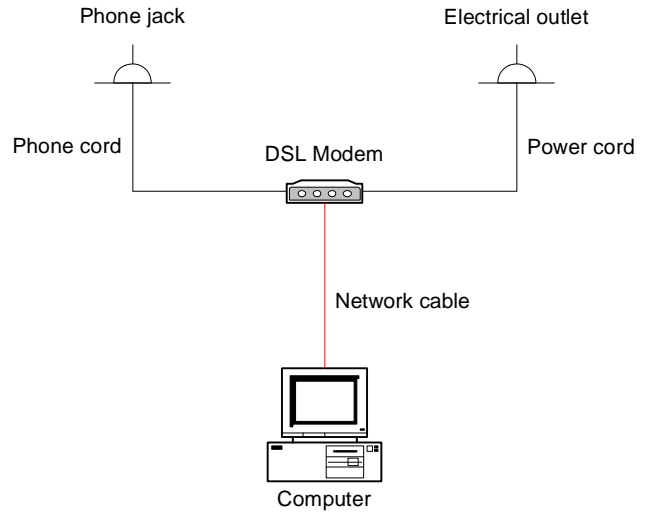 Phone jack
Electrical outlet
Phone cord
DSL Modem
Power cord
Network cable
Computer